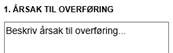 1. ÅRSAK TIL OVERFØRING
Beskriv årsak til overføring...